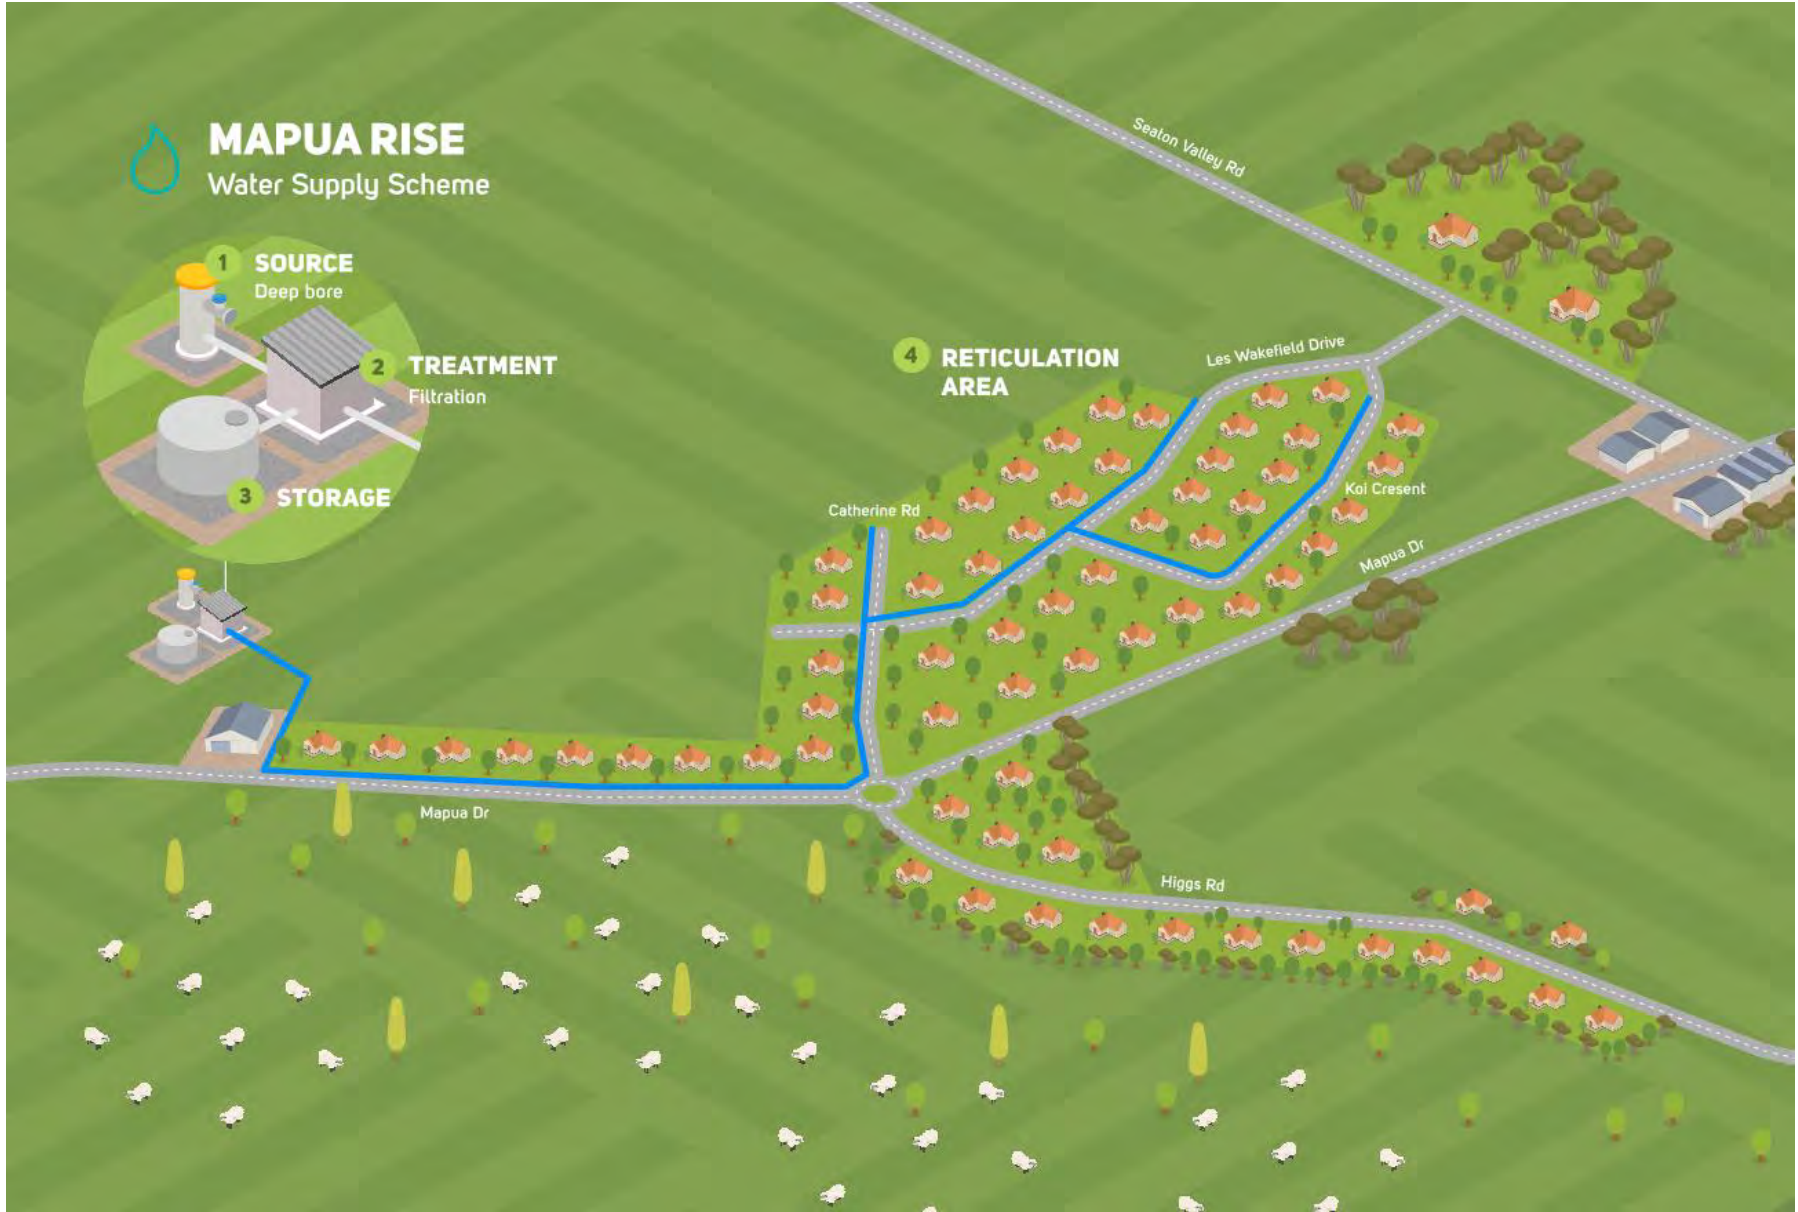 MAPUA RISE
Water Supply Scheme
1 SOURCE
Deep bore
2 TREATMENT
Filtration
3 STORAGE
4 RETICULATION
AREA
Seaton Valley Rd
Les Wakefield Drive
Koi Cresent
Catherine Rd
Mapua Dr
Mapua Dr
Higgs Rd